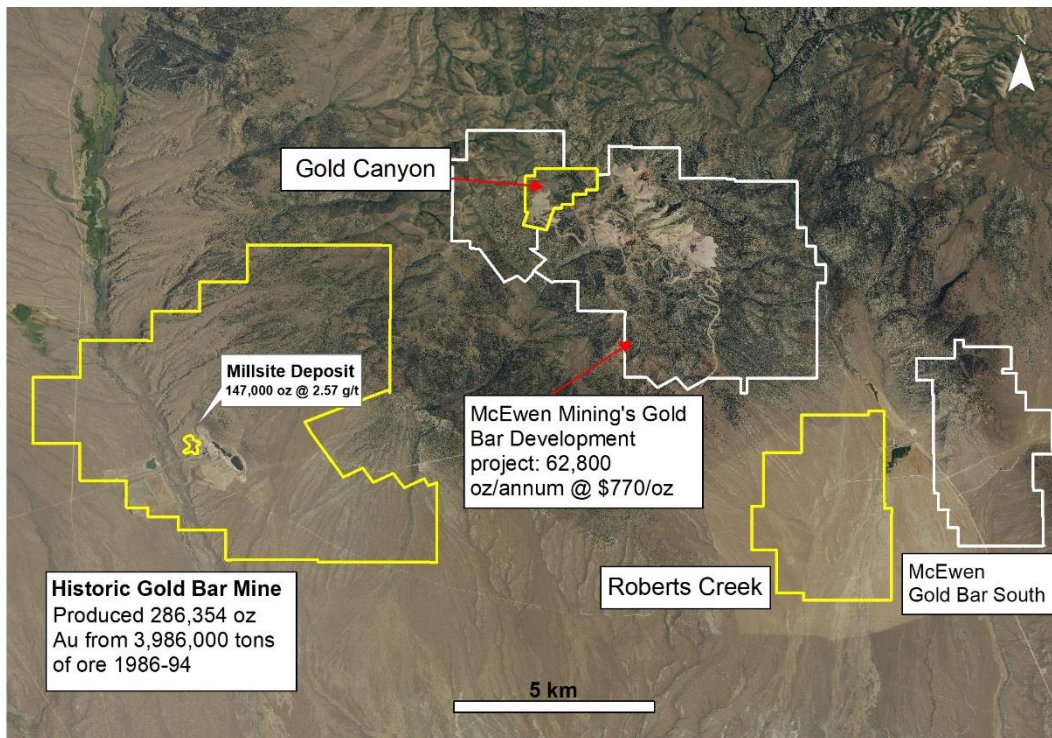 N
Gold Canyon
Millsite Deposit
147,000 oz @ 2.57 g/t
McEwen Mining's Gold
Bar Development
project: 62,800
oz/annum @ $770/oz
Historic Gold Bar Mine
Produced 286,354 oz
Au from 3,986,000 tons
of ore 1986-94
Roberts Creek
McEwen
Gold Bar South
5 km